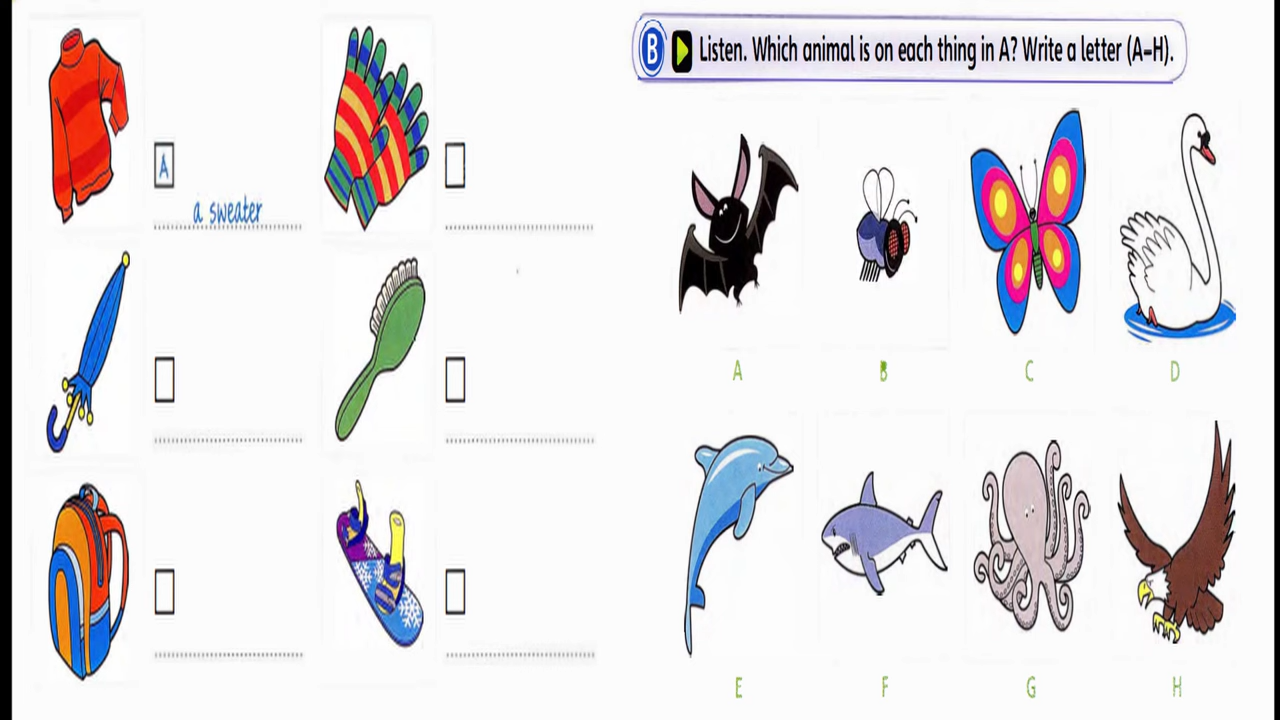 B Listen. Which animal is on each thing in A? Write a letter (A–H).
A
a sweater
A B C D
E F G H